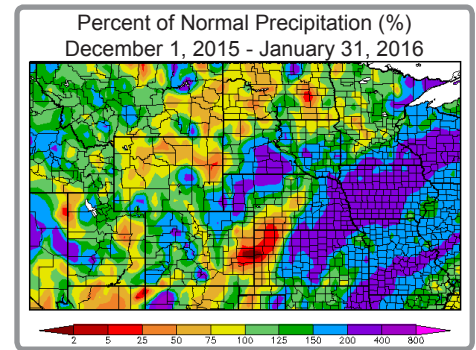 Percent of Normal Precipitation (%)
December 1, 2015 - January 31, 2016
2 5 25 50 75 100 125 150 200 400 800